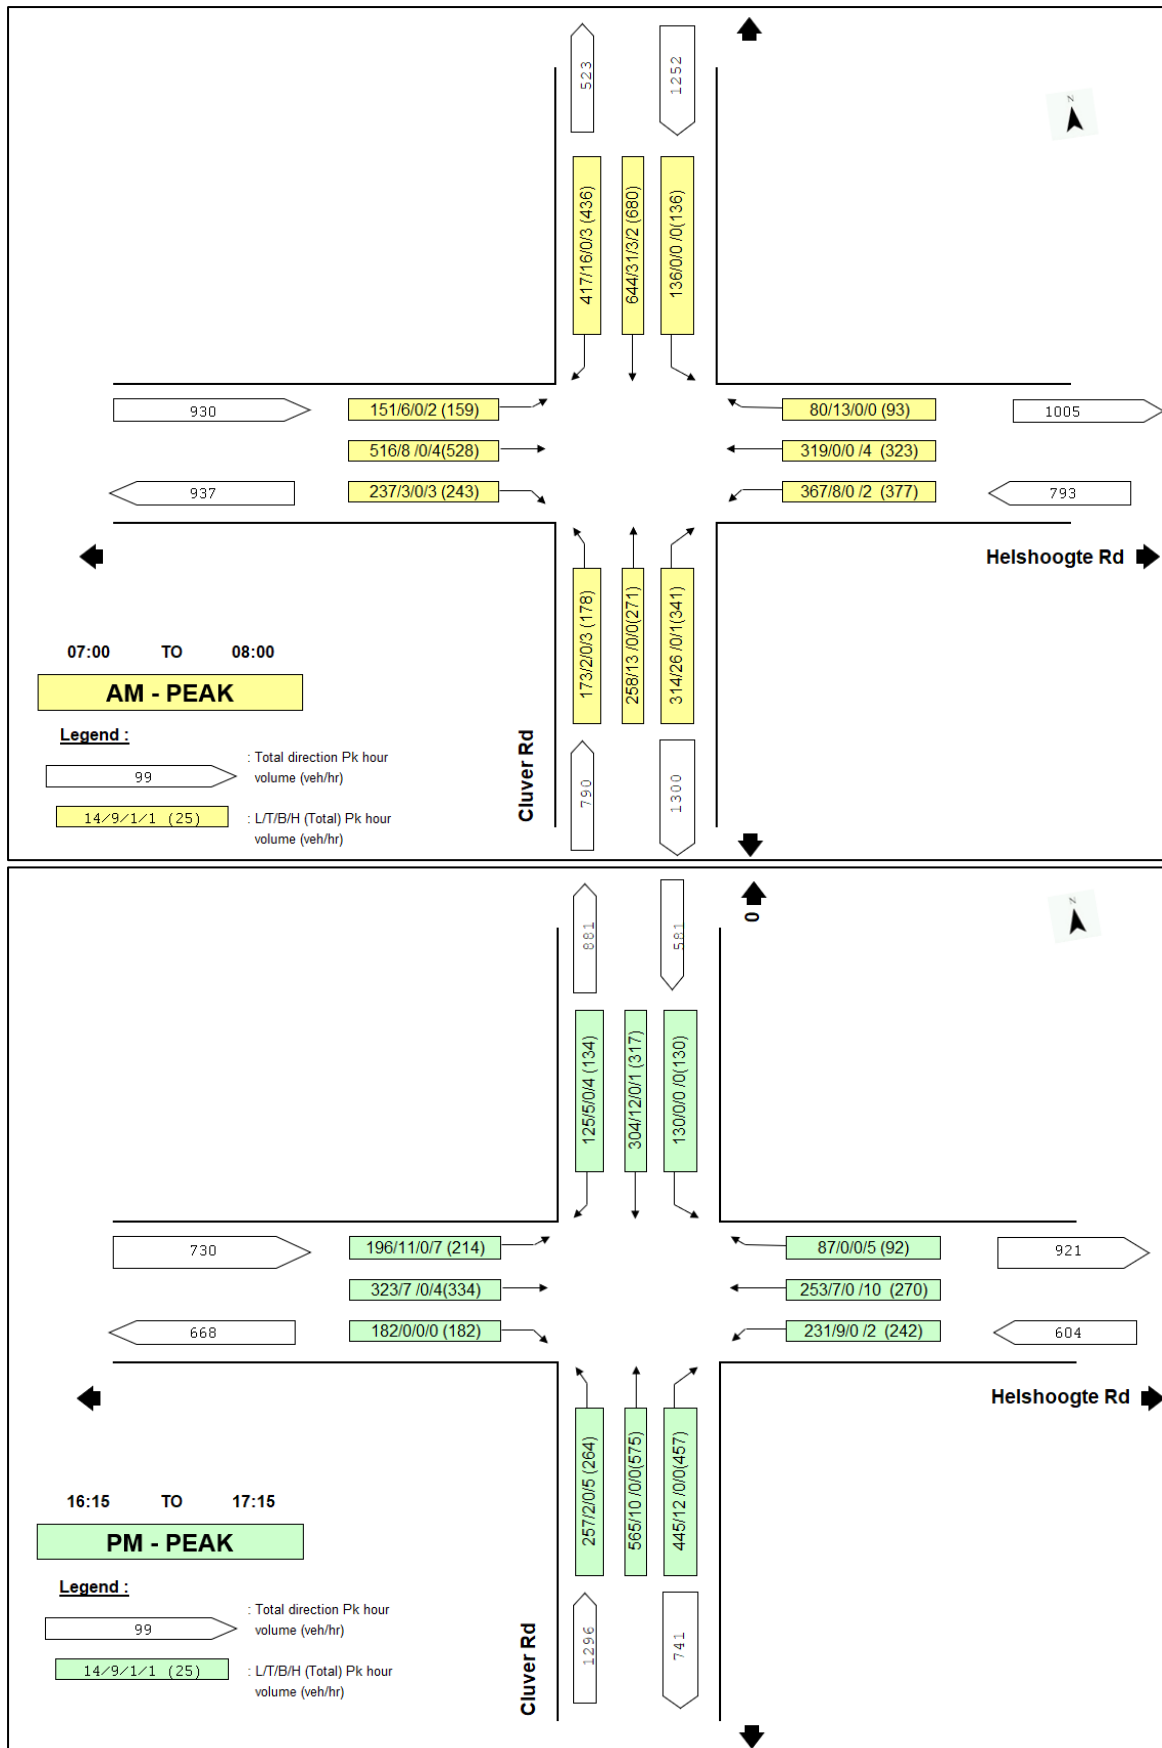 523
1252
N
417/16/0/3 (436)
644/31/3/2 (680)
136/0/0 /0(136)
930
151/6/0/2 (159)
80/13/0/0 (93)
1005
516/8 /0/4(528)
319/0/0 /4 (323)
937
237/3/0/3 (243)
367/8/0 /2 (377)
793
Helshoogte Rd
173/2/0/3 (178)
258/13 /0/0(271)
314/26 /0/1(341)
07:00 TO 08:00
AM - PEAK
Legend :
99
: Total direction Pk hour
volume (veh/hr)
14/9/1/1 (25)
: L/T/B/H (Total) Pk hour
volume (veh/hr)
Cluver Rd
790
1300
881
581
0
N
125/5/0/4 (134)
304/12/0/1 (317)
130/0/0 /0(130)
730
196/11/0/7 (214)
87/0/0/5 (92)
921
323/7 /0/4(334)
253/7/0 /10 (270)
668
182/0/0/0 (182)
231/9/0 /2 (242)
604
Helshoogte Rd
257/2/0/5 (264)
565/10 /0/0(575)
445/12 /0/0(457)
16:15 TO 17:15
PM - PEAK
Legend :
99
: Total direction Pk hour
volume (veh/hr)
14/9/1/1 (25)
: L/T/B/H (Total) Pk hour
volume (veh/hr)
Cluver Rd
1296
741